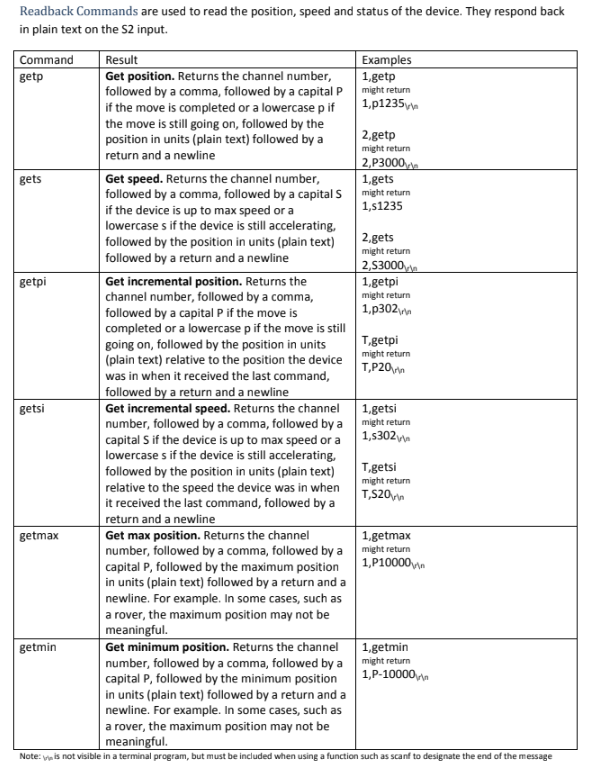 Readback Commands are used to read the position, speed and status of the device. They respond back
in plain text on the S2 input.
Command Result Examples
getp Get position. Returns the channel number, 1,getp
followed by a comma, followed by a capital P might return
if the move is completed or a lowercase p if 1,p1235\r\n
the move is still going on, followed by the
position in units (plain text) followed by a 2,getp
return and a newline might return
2,P3000\r\n
gets Get speed. Returns the channel number, 1,gets
followed by a comma, followed by a capital S might return
if the device is up to max speed or a 1,s1235
lowercase s if the device is still accelerating,
followed by the position in units (plain text) 2,gets
followed by a return and a newline might return
2,S3000\r\n
getpi Get incremental position. Returns the 1,getpi
channel number, followed by a comma, might return
followed by a capital P if the move is 1,p302\r\n
completed or a lowercase p if the move is still
going on, followed by the position in units T,getpi
(plain text) relative to the position the device might return
was in when it received the last command, T,P20\r\n
followed by a return and a newline
getsi Get incremental speed. Returns the channel 1,getsi
number, followed by a comma, followed by a might return
capital S if the device is up to max speed or a 1,s302\r\n
lowercase s if the device is still accelerating,
followed by the position in units (plain text) T,getsi
relative to the speed the device was in when might return
it received the last command, followed by a T,S20\r\n
return and a newline
getmax Get max position. Returns the channel 1,getmax
number, followed by a comma, followed by a might return
capital P, followed by the maximum position 1,P10000\r\n
in units (plain text) followed by a return and a
newline. For example. In some cases, such as
a rover, the maximum position may not be
meaningful.
getmin Get minimum position. Returns the channel 1,getmin
number, followed by a comma, followed by a might return
capital P, followed by the minimum position 1,P-10000\r\n
in units (plain text) followed by a return and a
newline. For example. In some cases, such as
a rover, the maximum position may not be
meaningful.
Note: \r\n is not visible in a terminal program, but must be included when using a function such as scanf to designate the end of the message